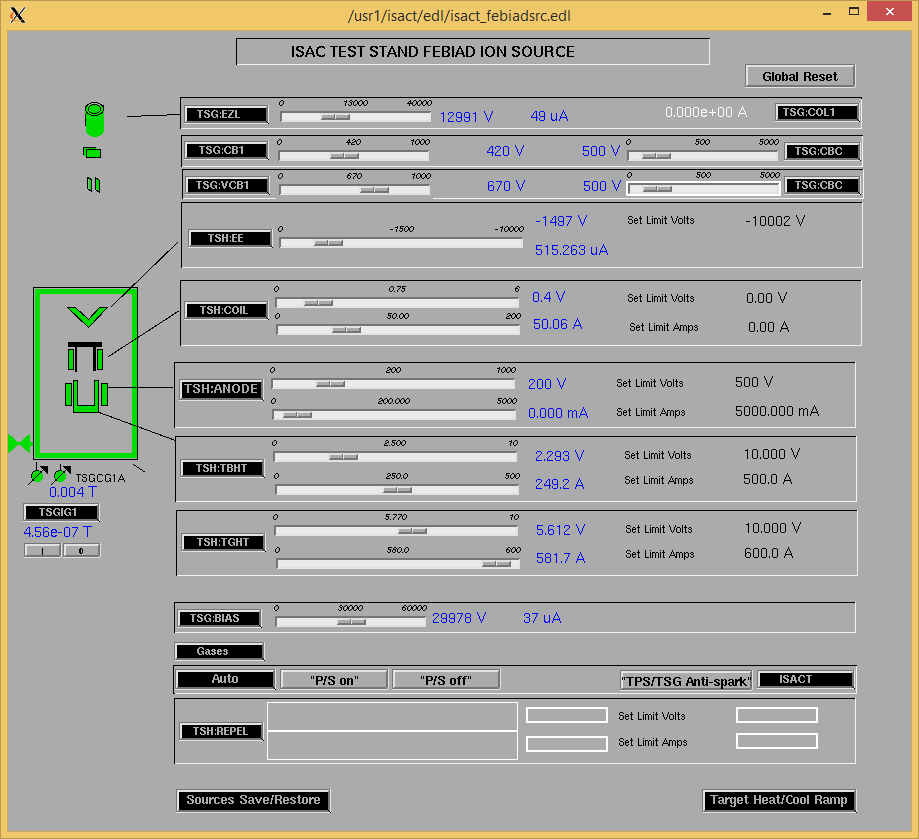 /usr1/isact/edl/isact_febiadsrc.edl
ISAC TEST STAND FEBIAD ION SOURCE
Global Reset
TSG:EZL 0 13000 40000 12991 V 49 uA 0.000e+00 A TSG:COL1
TSG:CB1 0 420 1000 420 V 500 V 0 500 5000 TSG:CBC
TSG:VCB1 0 670 1000 670 V 500 V 0 500 5000 TSG:CBC
TSH:EE 0 -1500 -10000 -1497 V Set Limit Volts -10002 V
515.263 uA
TSH:COIL 0 0.75 6 0.4 V Set Limit Volts 0.00 V
0 50.00 200 50.06 A Set Limit Amps 0.00 A
TSH:ANODE 0 200 1000 200 V Set Limit Volts 500 V
0 200.000 5000 0.000 mA Set Limit Amps 5000.000 mA
TSH:TBHT 0 2.500 10 2.293 V Set Limit Volts 10.000 V
0 250.0 500 249.2 A Set Limit Amps 500.0 A
TSGCG1A
0.004 T
TSGIG1
4.56e-07 T
I 0
TSH:TGHT 0 5.770 10 5.612 V Set Limit Volts 10.000 V
0 580.0 600 581.7 A Set Limit Amps 600.0 A
TSG:BIAS 0 30000 60000 29978 V 37 uA
Gases
Auto "P/S on" "P/S off" "TPS/TSG Anti-spark" ISACT
TSH:REPEL Set Limit Volts
Set Limit Amps
Sources Save/Restore Target Heat/Cool Ramp